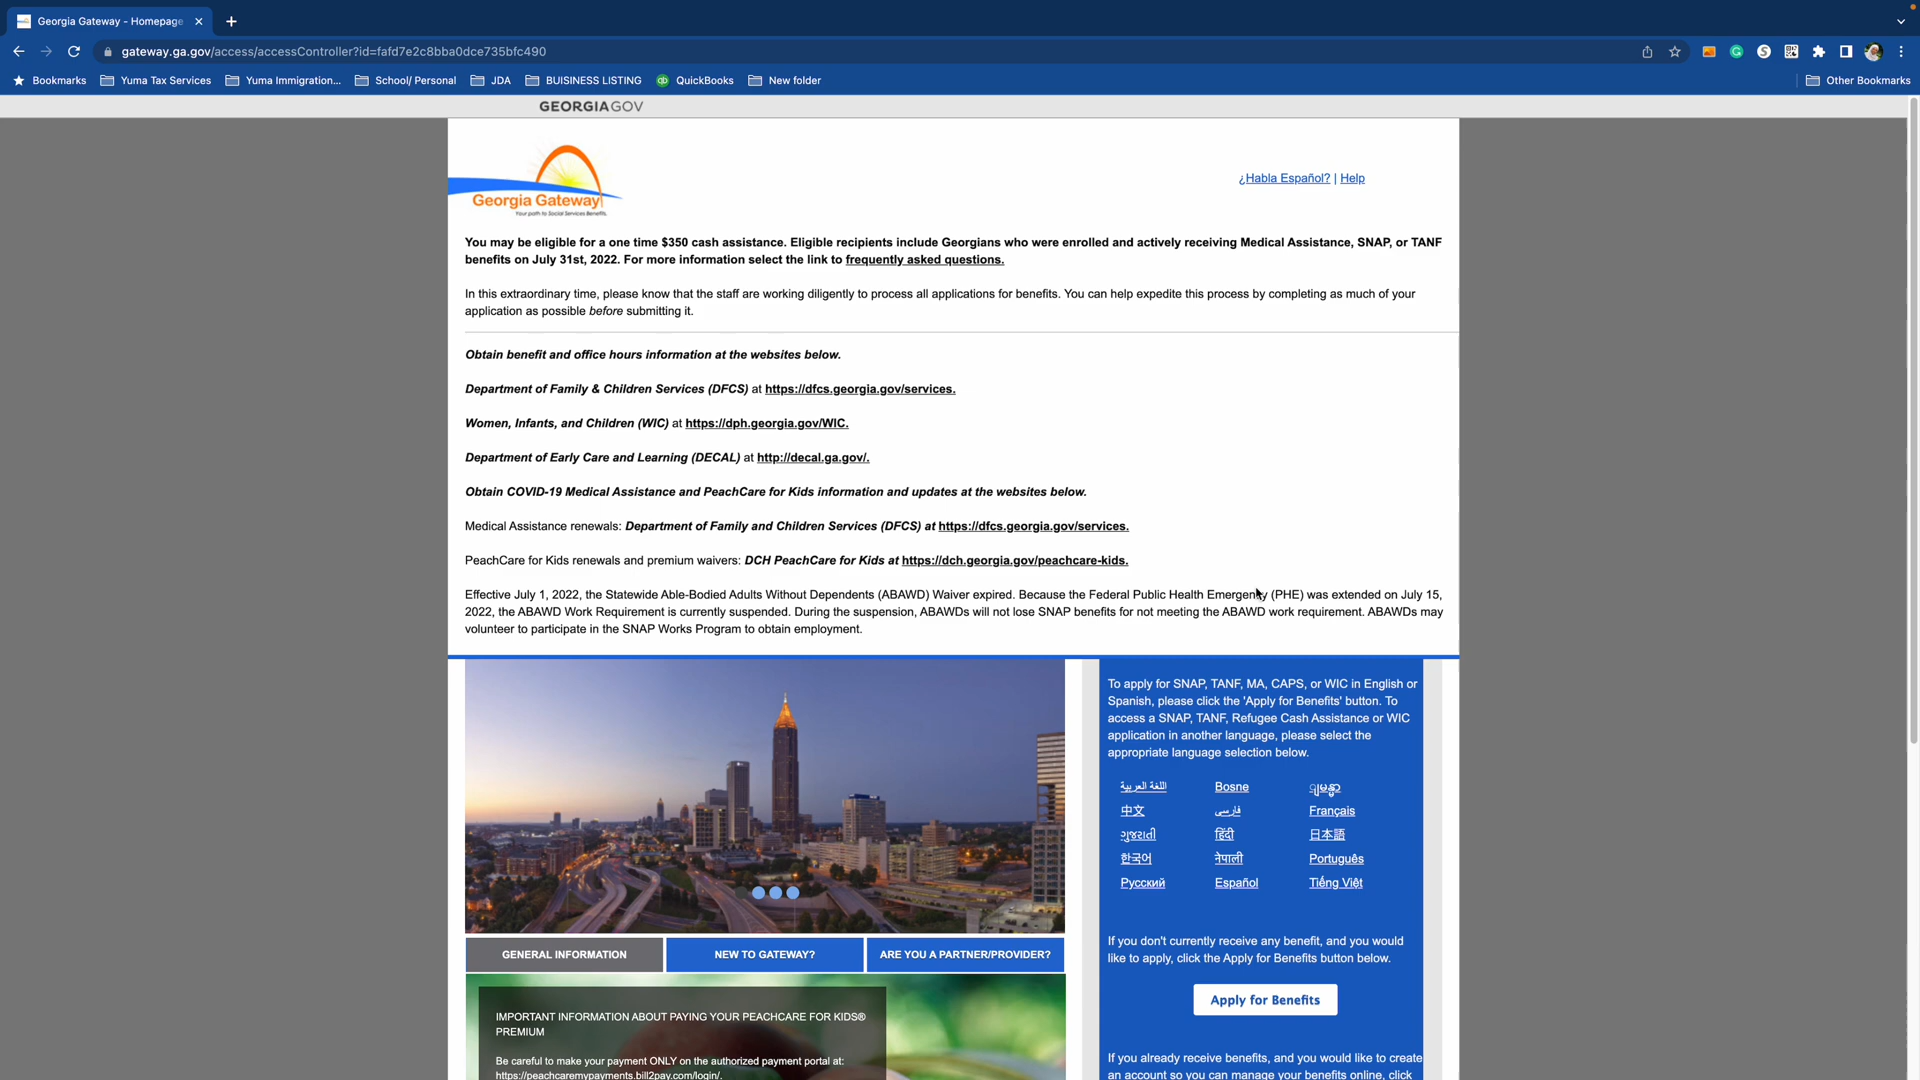 Georgia Gateway - Homepage
gateway.ga.gov/access/accessController?id=fafd7e2c8bba0dce735bfc490
Bookmarks Yuma Tax Services Yuma Immigration... School/ Personal JDA BUISINESS LISTING QuickBooks New folder Other Bookmarks
GEORGIAGOV
Georgia Gateway
Your path to Social Services Benefits.
¿Habla Español? | Help
You may be eligible for a one time $350 cash assistance. Eligible recipients include Georgians who were enrolled and actively receiving Medical Assistance, SNAP, or TANF
benefits on July 31st, 2022. For more information select the link to frequently asked questions.
In this extraordinary time, please know that the staff are working diligently to process all applications for benefits. You can help expedite this process by completing as much of your
application as possible before submitting it.
Obtain benefit and office hours information at the websites below.
Department of Family & Children Services (DFCS) at https://dfcs.georgia.gov/services.
Women, Infants, and Children (WIC) at https://dph.georgia.gov/WIC.
Department of Early Care and Learning (DECAL) at http://decal.ga.gov/.
Obtain COVID-19 Medical Assistance and PeachCare for Kids information and updates at the websites below.
Medical Assistance renewals: Department of Family and Children Services (DFCS) at https://dfcs.georgia.gov/services.
PeachCare for Kids renewals and premium waivers: DCH PeachCare for Kids at https://dch.georgia.gov/peachcare-kids.
Effective July 1, 2022, the Statewide Able-Bodied Adults Without Dependents (ABAWD) Waiver expired. Because the Federal Public Health Emergency (PHE) was extended on July 15,
2022, the ABAWD Work Requirement is currently suspended. During the suspension, ABAWDs will not lose SNAP benefits for not meeting the ABAWD work requirement. ABAWDs may
volunteer to participate in the SNAP Works Program to obtain employment.
To apply for SNAP, TANF, MA, CAPS, or WIC in English or
Spanish, please click the 'Apply for Benefits' button. To
access a SNAP, TANF, Refugee Cash Assistance or WIC
application in another language, please select the
appropriate language selection below.
اللغة العربية Bosne
中文 فارسی Français
ગુજરાતી हिंदी 日本語
한국어 नेपाली Português
Русский Español Tiếng Việt
If you don't currently receive any benefit, and you would
like to apply, click the Apply for Benefits button below.
Apply for Benefits
If you already receive benefits, and you would like to create
an account so you can manage your benefits online, click
GENERAL INFORMATION NEW TO GATEWAY? ARE YOU A PARTNER/PROVIDER?
IMPORTANT INFORMATION ABOUT PAYING YOUR PEACHCARE FOR KIDS®
PREMIUM
Be careful to make your payment ONLY on the authorized payment portal at:
https://peachcaremypayments.bill2pay.com/login/.